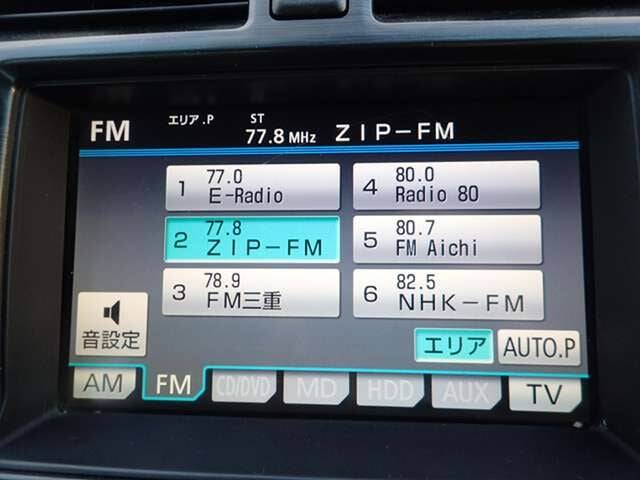 FM エリア.P ST 77.8 MHz ZIP-FM
1 77.0 E-Radio
4 80.0 Radio 80
2 77.8 ZIP-FM
5 80.7 FM Aichi
3 78.9 FM三重
6 82.5 NHK-FM
音設定
エリア AUTO.P
AM FM CD/DVD MD HDD AUX TV